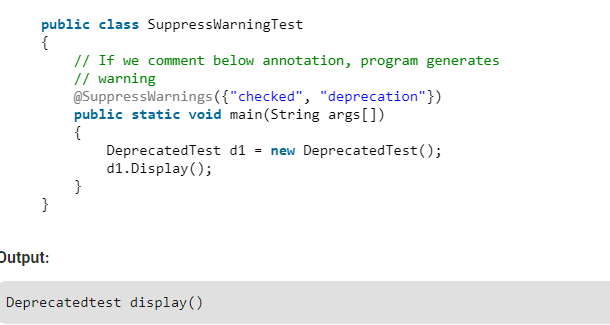 public class SuppressWarningTest
{
// If we comment below annotation, program generates
// warning
@SuppressWarnings({"checked", "deprecation"})
public static void main(String args[])
{
DeprecatedTest d1 = new DeprecatedTest();
d1.Display();
}
}
Output:
Deprecatedtest display()